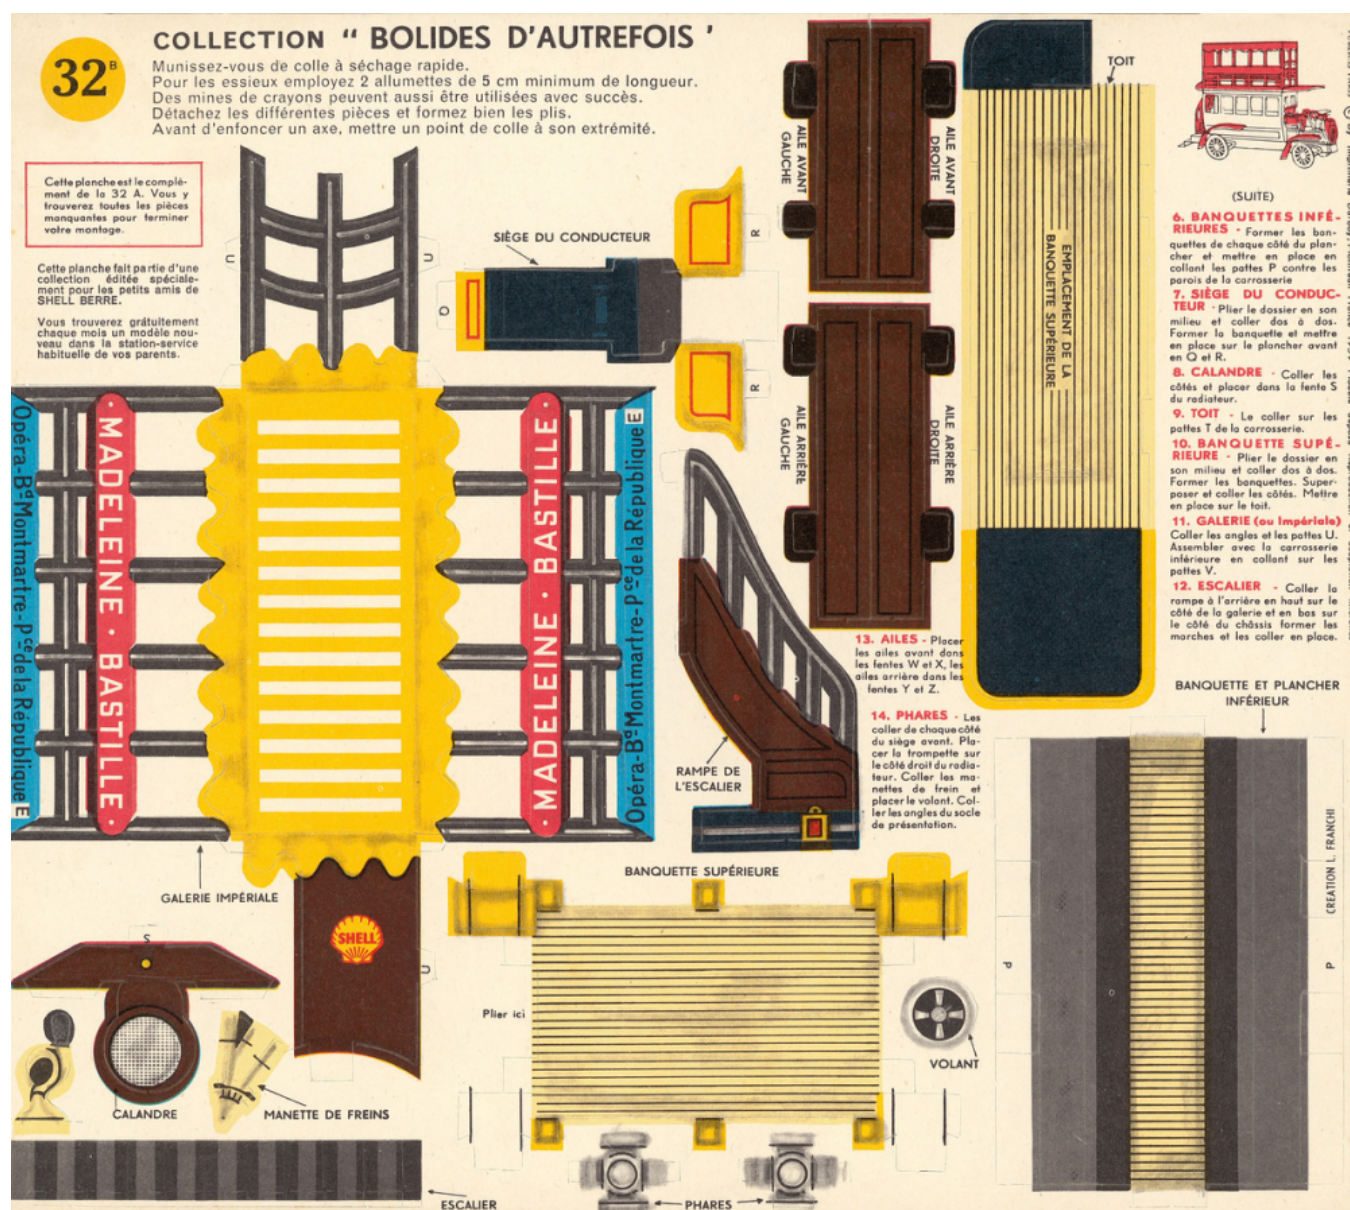 32B
COLLECTION " BOLIDES D'AUTREFOIS '
Munissez-vous de colle à séchage rapide.
Pour les essieux employez 2 allumettes de 5 cm minimum de longueur.
Des mines de crayons peuvent aussi être utilisées avec succès.
Détachez les différentes pièces et formez bien les plis.
Avant d'enfoncer un axe, mettre un point de colle à son extrémité.
Cette planche est le complé-
ment de la 32 A. Vous y
trouverez toutes les pièces
manquantes pour terminer
votre montage.
Cette planche fait partie d'une
collection éditée spéciale-
ment pour les petits amis de
SHELL BERRE.
Vous trouverez gratuitement
chaque mois un modèle nou-
veau dans la station-service
habituelle de vos parents.
U
U
SIÈGE DU CONDUCTEUR
Q
R
R
AILE AVANT
GAUCHE
AILE AVANT
DROITE
AILE ARRIÈRE
GAUCHE
AILE ARRIÈRE
DROITE
TOIT
EMPLACEMENT DE LA
BANQUETTE SUPÉRIEURE
(SUITE)
6. BANQUETTES INFÉ-
RIEURES - Former les ban-
quettes de chaque côté du plan-
cher et mettre en place en
collant les pattes P contre les
parois de la carrosserie
7. SIÈGE DU CONDUC-
TEUR - Plier le dossier en son
milieu et coller dos à dos.
Former la banquette et mettre
en place sur le plancher avant
en Q et R.
8. CALANDRE - Coller les
côtés et placer dans la fente S
du radiateur.
9. TOIT - Le coller sur les
pattes T de la carrosserie.
10. BANQUETTE SUPÉ-
RIEURE - Plier le dossier en
son milieu et coller dos à dos.
Former les banquettes. Super-
poser et coller les côtés. Mettre
en place sur le toit.
11. GALERIE (ou Impériale)
Coller les angles et les pattes U.
Assembler avec la carrosserie
inférieure en collant sur les
pattes V.
12. ESCALIER - Coller la
rampe à l'arrière en haut sur le
côté de la galerie et en bas sur
le côté du châssis former les
marches et les coller en place.
13. AILES - Placer
les ailes avant dans
les fentes W et X, les
ailes arrière dans les
fentes Y et Z.
14. PHARES - Les
coller de chaque côté
du siège avant. Pla-
cer la trompette sur
le côté droit du radia-
teur. Coller les ma-
nettes de frein et
placer le volant. Col-
ler les angles du socle
de présentation.
Opéra-Bd Montmartre-Pce de la République E
MADELEINE · BASTILLE
MADELEINE · BASTILLE
Opéra-Bd Montmartre-Pce de la République E
GALERIE IMPÉRIALE
RAMPE DE
L'ESCALIER
BANQUETTE SUPÉRIEURE
BANQUETTE ET PLANCHER
INFÉRIEUR
SHELL
U
S
Plier ici
VOLANT
CALANDRE
MANETTE DE FREINS
ESCALIER
PHARES
P
P
CREATION L. FRANCHI